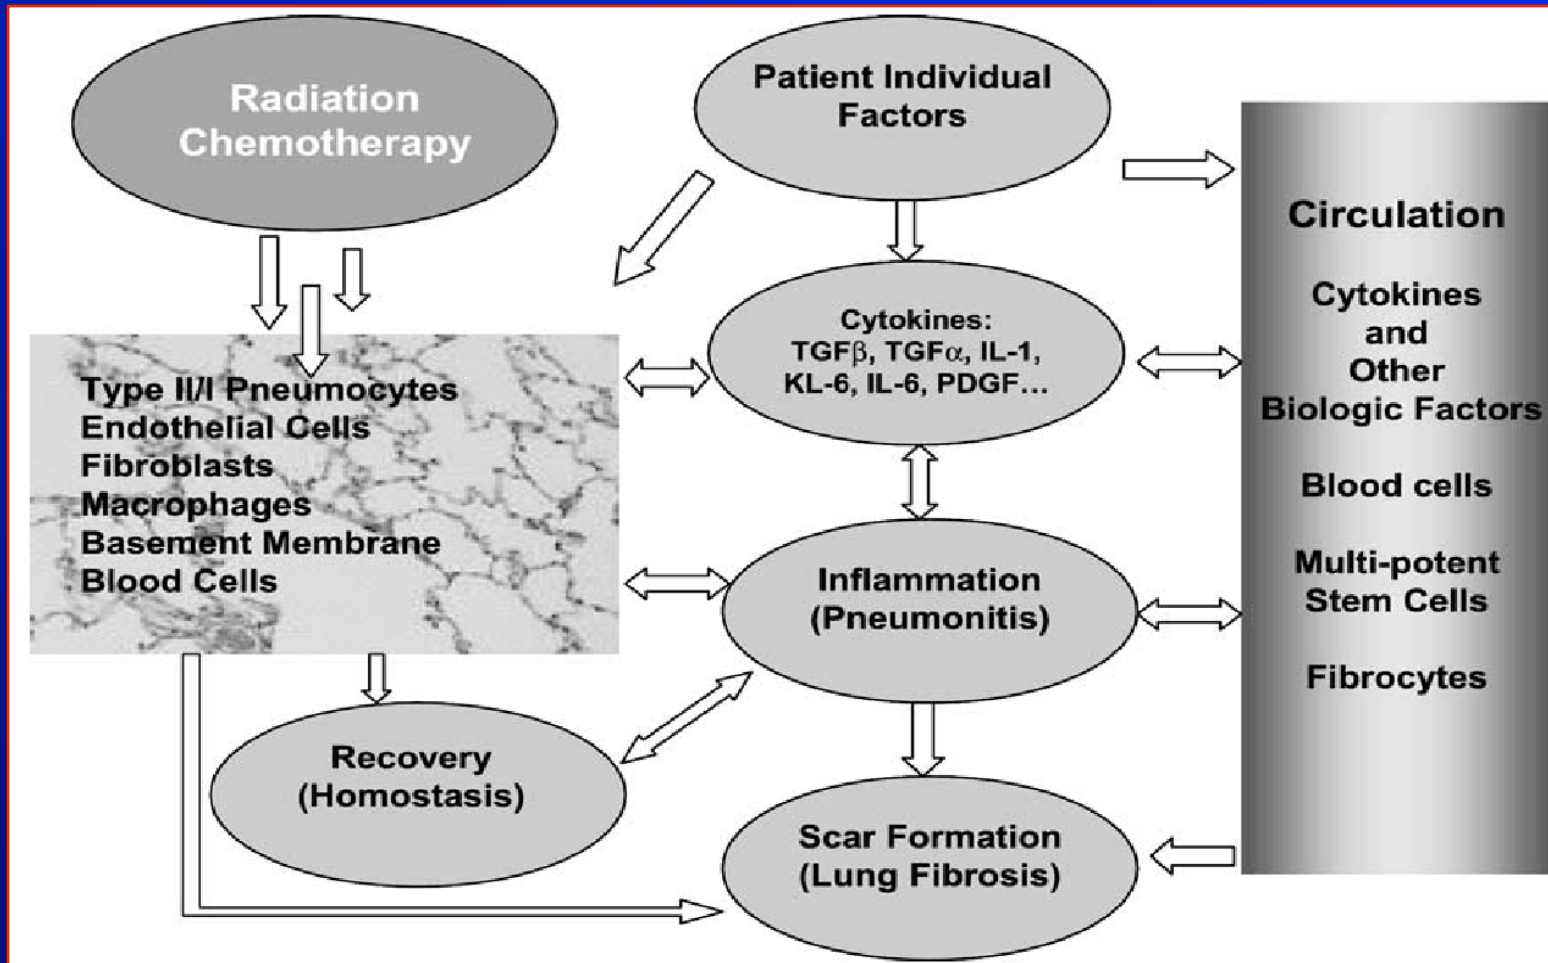 Radiation
Chemotherapy
Patient Individual
Factors
Circulation
Cytokines
and
Other
Biologic Factors
Blood cells
Multi-potent
Stem Cells
Fibrocytes
Cytokines:
TGFβ, TGFα, IL-1,
KL-6, IL-6, PDGF...
Type II/I Pneumocytes
Endothelial Cells
Fibroblasts
Macrophages
Basement Membrane
Blood Cells
Inflammation
(Pneumonitis)
Recovery
(Homostasis)
Scar Formation
(Lung Fibrosis)